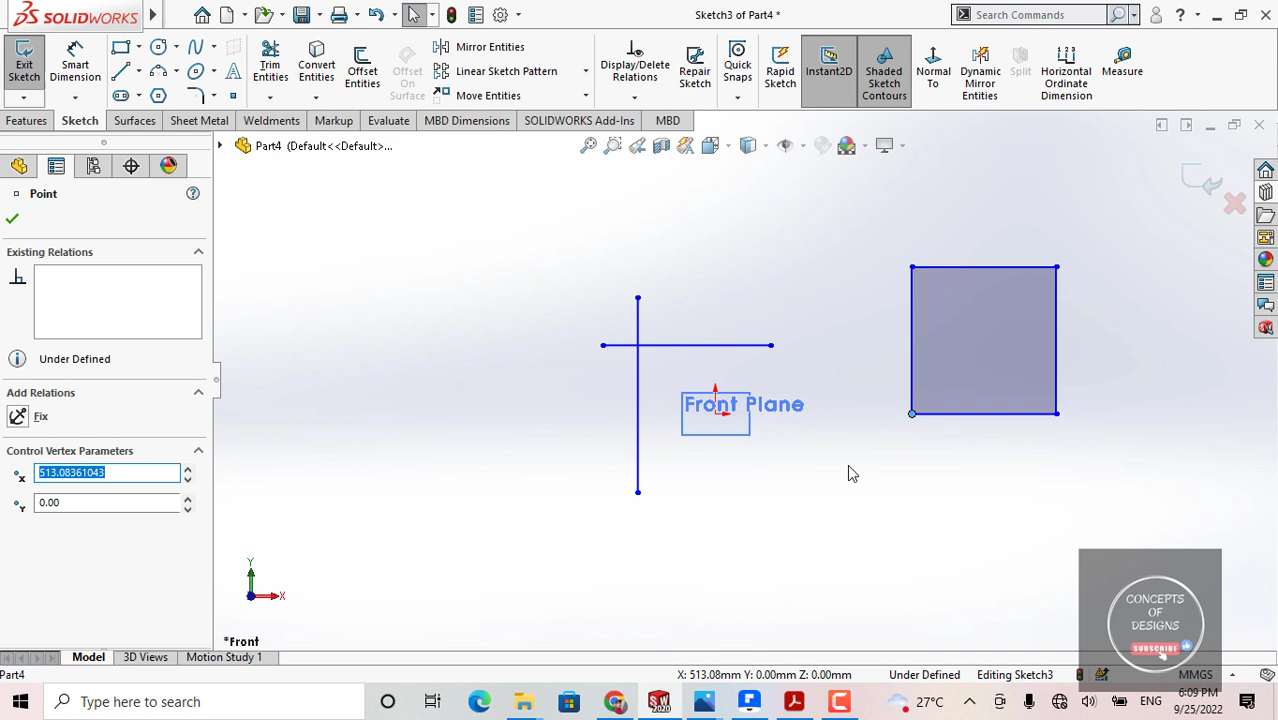 SOLIDWORKS
Sketch3 of Part4 *
Search Commands
Exit Sketch
Smart Dimension
Trim Entities
Convert Entities
Offset Entities
Offset On Surface
Mirror Entities
Linear Sketch Pattern
Move Entities
Display/Delete Relations
Repair Sketch
Quick Snaps
Rapid Sketch
Instant2D
Shaded Sketch Contours
Normal To
Dynamic Mirror Entities
Split
Horizontal Ordinate Dimension
Measure
Features
Sketch
Surfaces
Sheet Metal
Weldments
Markup
Evaluate
MBD Dimensions
SOLIDWORKS Add-Ins
MBD
Part4 (Default<<Default>...
Point
Existing Relations
Under Defined
Add Relations
Fix
Control Vertex Parameters
X 513.08361043
Y 0.00
Front Plane
Y
X
*Front
CONCEPTS
OF
DESIGNS
SUBSCRIBE
Model
3D Views
Motion Study 1
Part4
X: 513.08mm Y: 0.00mm Z: 0.00mm
Under Defined
Editing Sketch3
MMGS
Type here to search
SW
2020
27°C
ENG
6:09 PM
9/25/2022